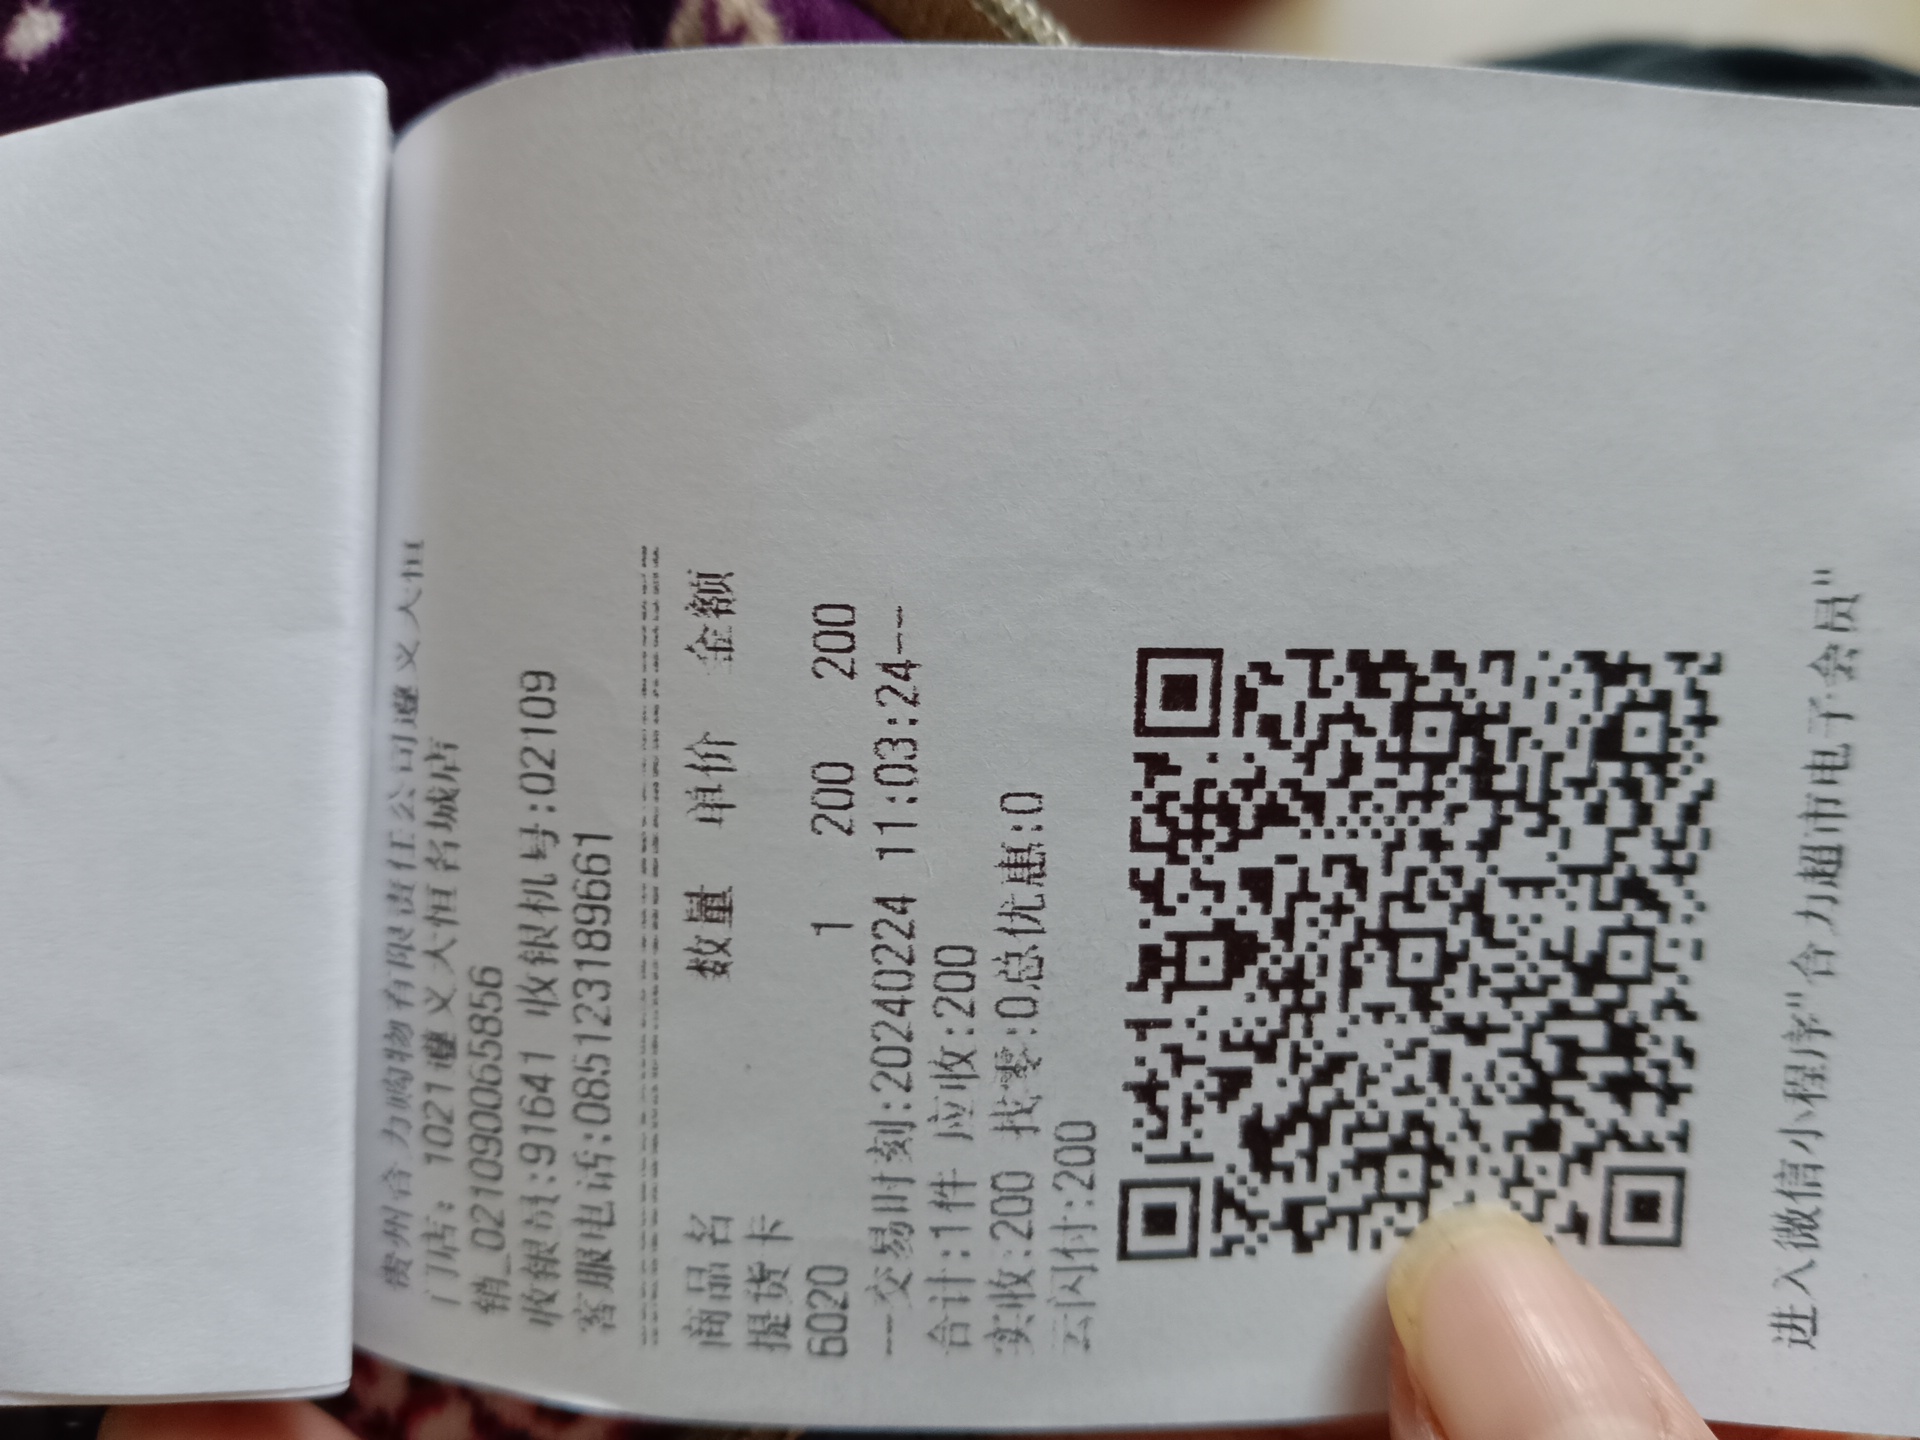 贵州合力购物有限责任公司遵义大恒
门店：1021遵义大恒名城店
销_021090065856
收银员:91641 收银机号:02109
客服电话:085123189661
商品名 数量 单价 金额
提货卡
6020 1 200 200
——交易时刻:20240224 11:03:24——
合计:1件 应收:200
实收:200 找零:0总优惠:0
云闪付:200
进入微信小程序"合力超市电子会员"